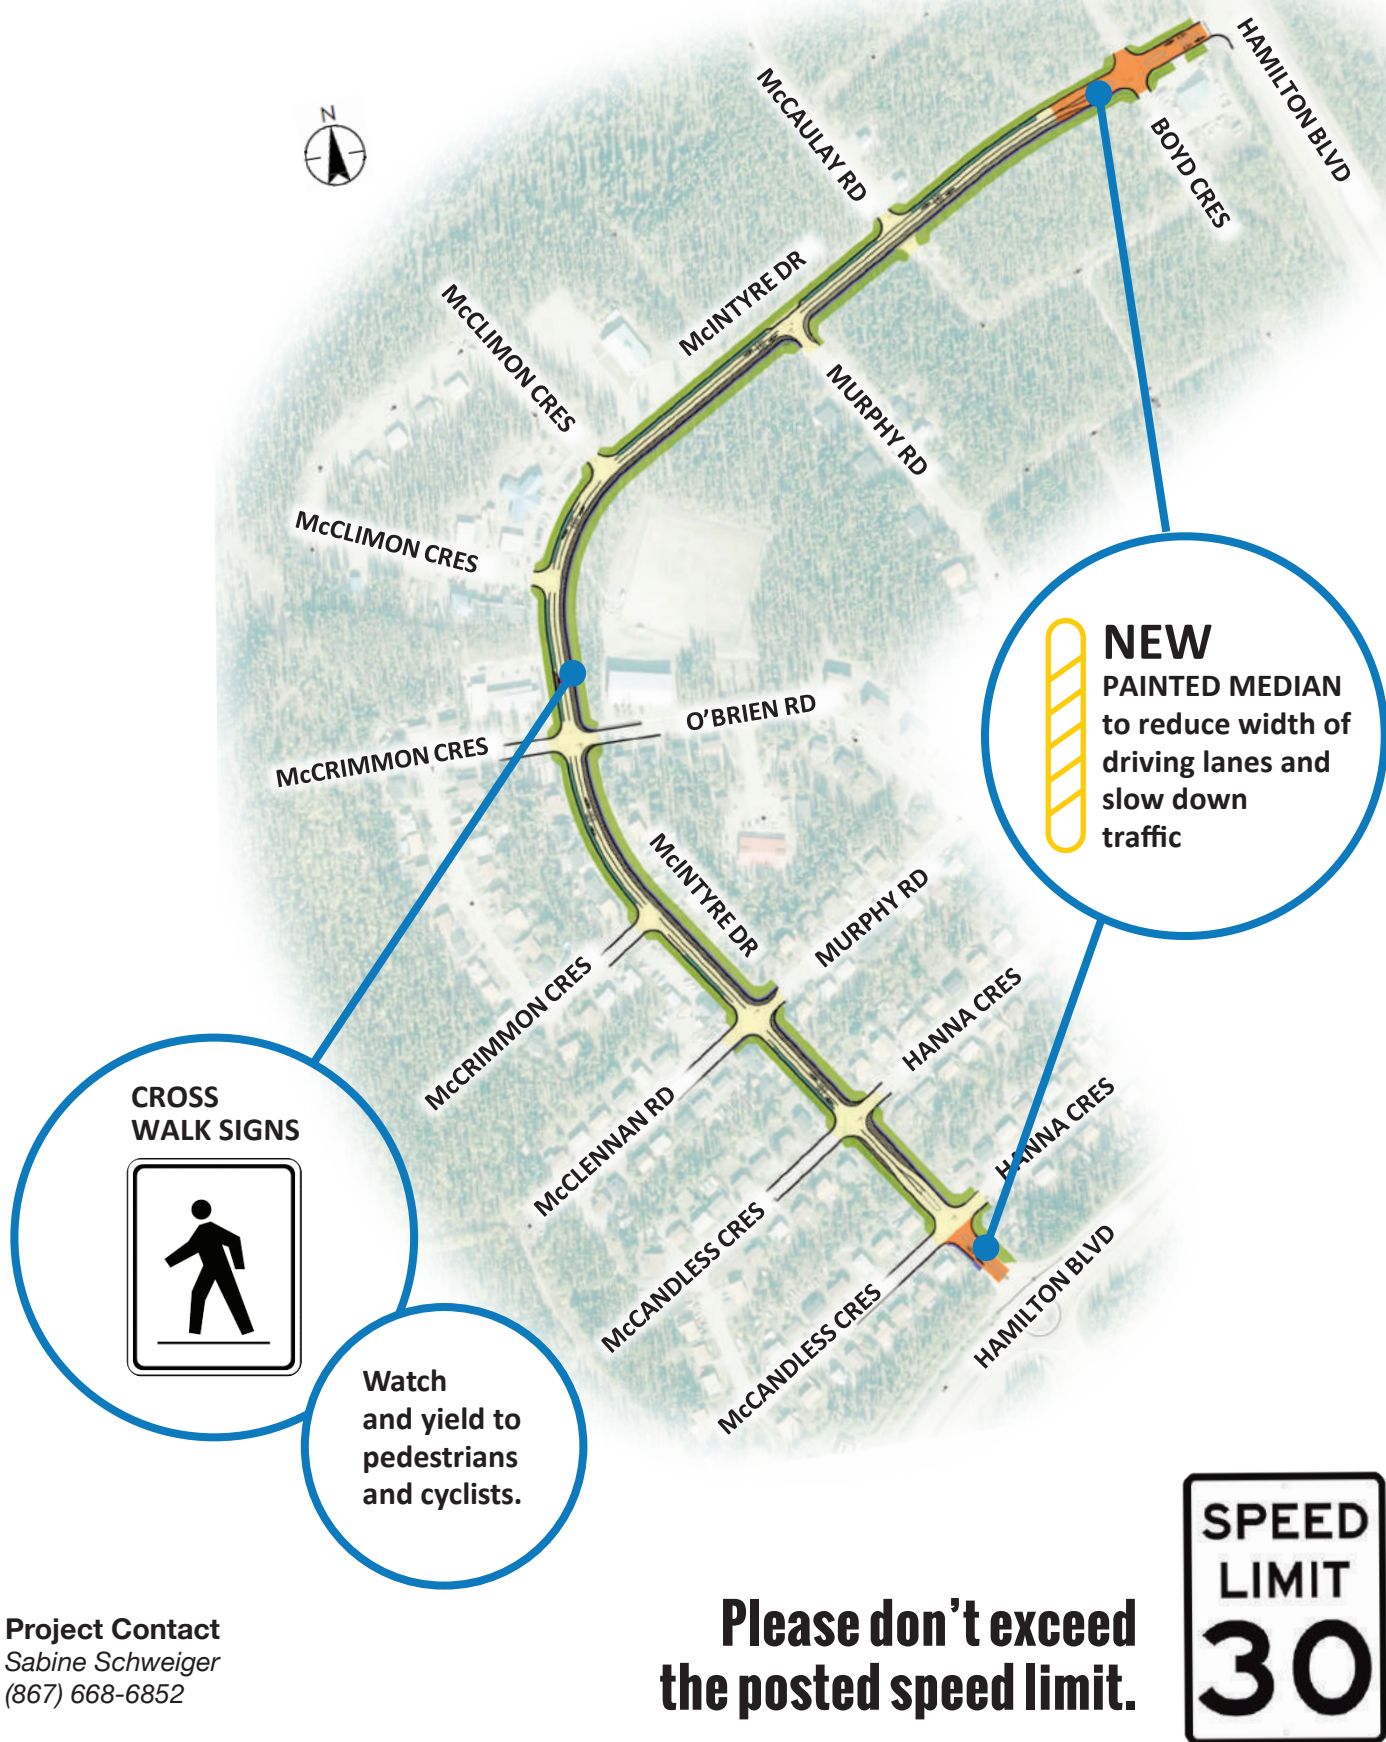 HAMILTON BLVD
McCAULAY RD
N
BOYD CRES
McINTYRE DR
McCLIMON CRES
MURPHY RD
McCLIMON CRES
NEW
PAINTED MEDIAN
to reduce width of
driving lanes and
slow down
traffic
O'BRIEN RD
McCRIMMON CRES
McINTYRE DR
MURPHY RD
McCRIMMON CRES
HANNA CRES
McCLENNAN RD
HANNA CRES
CROSS
WALK SIGNS
McCANDLESS CRES
McCANDLESS CRES
HAMILTON BLVD
Watch
and yield to
pedestrians
and cyclists.
SPEED
LIMIT
30
Please don't exceed
the posted speed limit.
Project Contact
Sabine Schweiger
(867) 668-6852